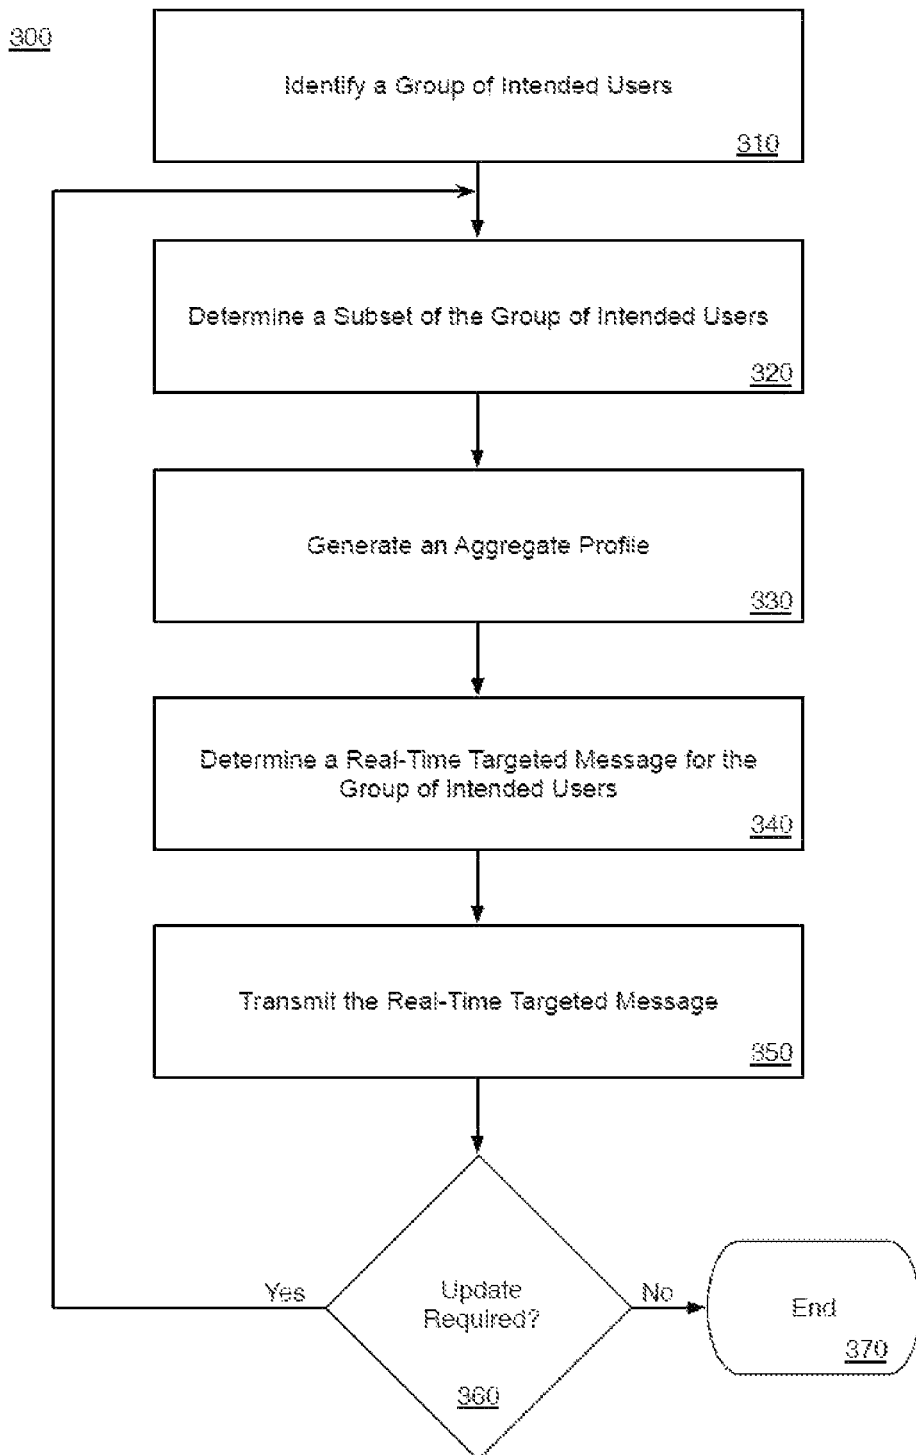 300
Identify a Group of Intended Users
310
Determine a Subset of the Group of Intended Users
320
Generate an Aggregate Profile
330
Determine a Real-Time Targeted Message for the
Group of Intended Users
340
Transmit the Real-Time Targeted Message
350
Yes
Update
Required?
No
End
360
370